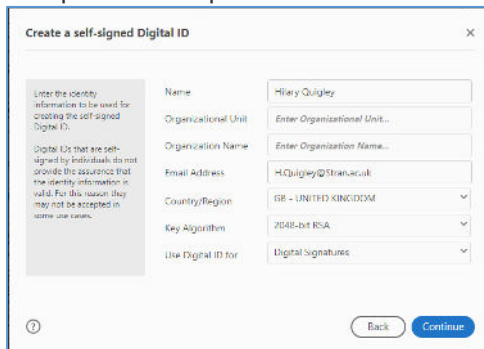 Create a self-signed Digital ID
Enter the identity
information to be used for
creating the self-signed
Digital ID.
Digital IDs that are self-
signed by individuals do not
provide the assurance that
the identity information is
valid. For this reason they
may not be accepted in
some use cases.
Name
Hilary Quigley
Organizational Unit
Enter Organizational Unit...
Organization Name
Enter Organization Name...
Email Address
H.Quigley@Stran.ac.uk
Country/Region
GB - UNITED KINGDOM
Key Algorithm
2048-bit RSA
Use Digital ID for
Digital Signatures
Back
Continue